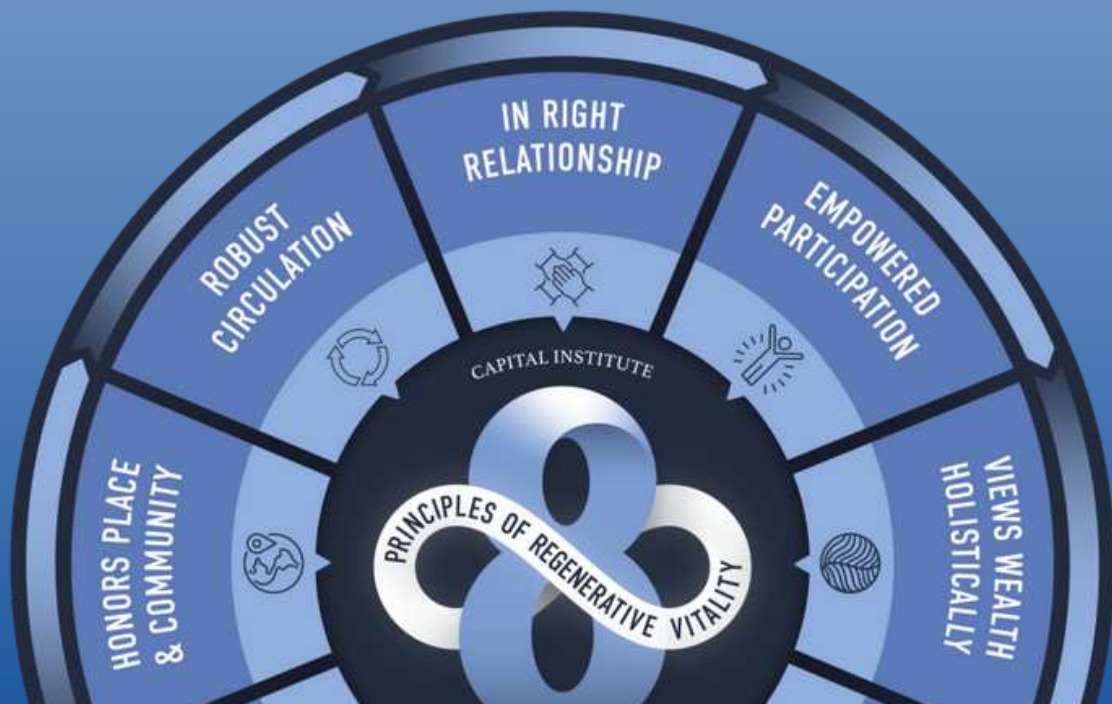 IN RIGHT
RELATIONSHIP
EMPOWERED
PARTICIPATION
VIEWS WEALTH
HOLISTICALLY
HONORS PLACE
& COMMUNITY
ROBUST
CIRCULATION
CAPITAL INSTITUTE
8
PRINCIPLES OF REGENERATIVE VITALITY